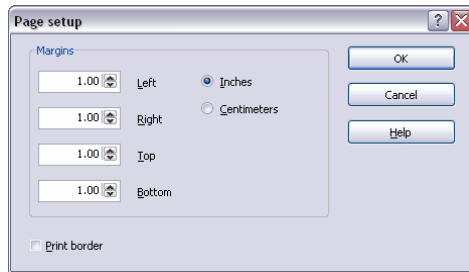 Page setup
Margins
1.00 Left
1.00 Right
1.00 Top
1.00 Bottom
Inches
Centimeters
Print border
OK
Cancel
Help